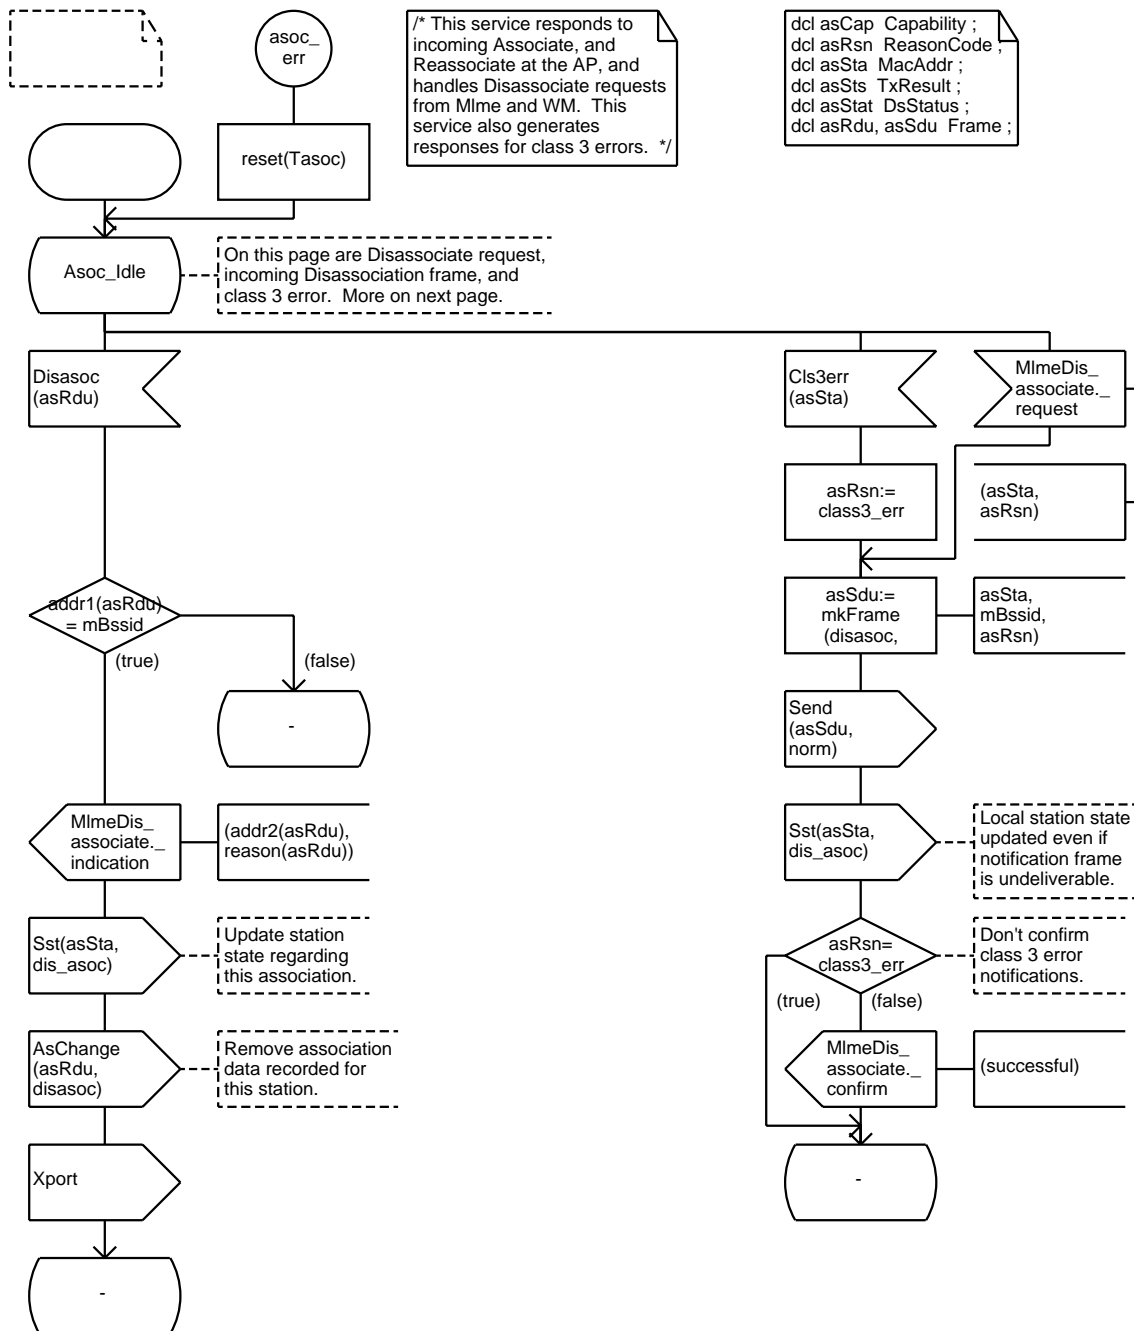 asoc_
err
/* This service responds to
incoming Associate, and
Reassociate at the AP, and
handles Disassociate requests
from Mlme and WM.  This
service also generates
responses for class 3 errors.  */
dcl asCap  Capability ;
dcl asRsn  ReasonCode ;
dcl asSta  MacAddr ;
dcl asSts  TxResult ;
dcl asStat  DsStatus ;
dcl asRdu, asSdu  Frame ;
reset(Tasoc)
Asoc_Idle
On this page are Disassociate request,
incoming Disassociation frame, and
class 3 error.  More on next page.
Disasoc
(asRdu)
Cls3err
(asSta)
MlmeDis_
associate._
request
asRsn:=
class3_err
(asSta,
asRsn)
addr1(asRdu)
= mBssid
(true)
(false)
-
asSdu:=
mkFrame
(disasoc,
asSta,
mBssid,
asRsn)
Send
(asSdu,
norm)
MlmeDis_
associate._
indication
(addr2(asRdu),
reason(asRdu))
Sst(asSta,
dis_asoc)
Local station state
updated even if
notification frame
is undeliverable.
Sst(asSta,
dis_asoc)
Update station
state regarding
this association.
asRsn=
class3_err
Don't confirm
class 3 error
notifications.
(true)
(false)
AsChange
(asRdu,
disasoc)
Remove association
data recorded for
this station.
MlmeDis_
associate._
confirm
(successful)
Xport
-
-